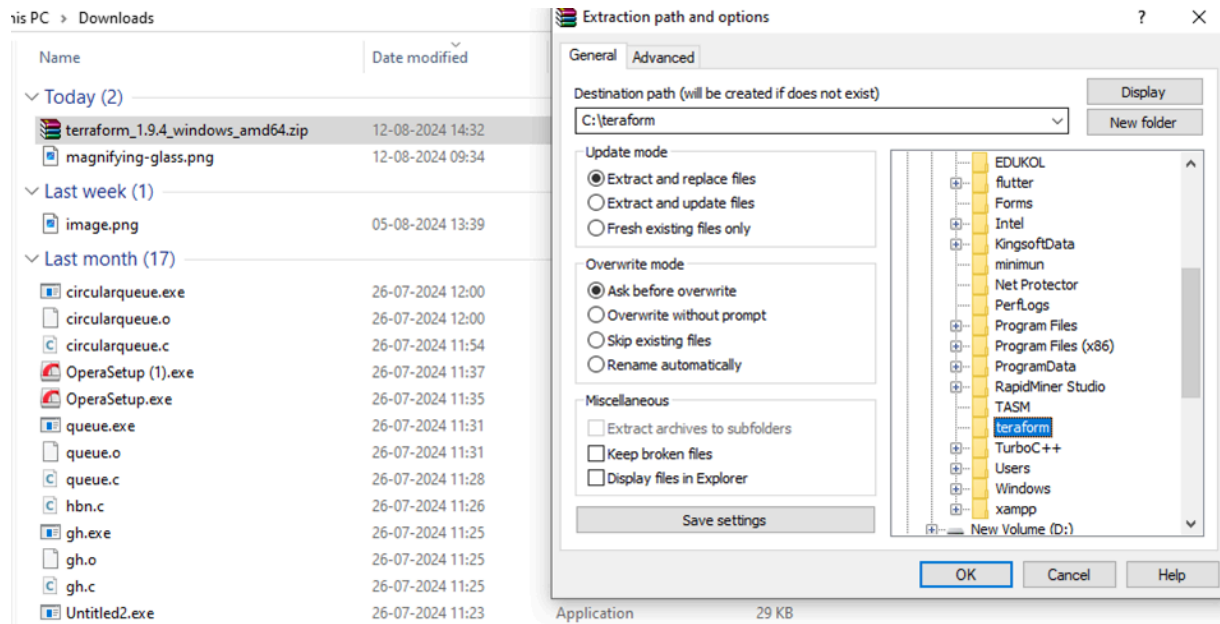 his PC > Downloads
Name Date modified
Today (2)
terraform_1.9.4_windows_amd64.zip 12-08-2024 14:32
magnifying-glass.png 12-08-2024 09:34
Last week (1)
image.png 05-08-2024 13:39
Last month (17)
circularqueue.exe 26-07-2024 12:00
circularqueue.o 26-07-2024 12:00
circularqueue.c 26-07-2024 11:54
OperaSetup (1).exe 26-07-2024 11:37
OperaSetup.exe 26-07-2024 11:35
queue.exe 26-07-2024 11:31
queue.o 26-07-2024 11:31
queue.c 26-07-2024 11:28
hbn.c 26-07-2024 11:26
gh.exe 26-07-2024 11:25
gh.o 26-07-2024 11:25
gh.c 26-07-2024 11:25
Untitled2.exe 26-07-2024 11:23 Application 29 KB
Extraction path and options ?
General Advanced
Destination path (will be created if does not exist)
Display
C:\teraform
New folder
Update mode
Extract and replace files
Extract and update files
Fresh existing files only
Overwrite mode
Ask before overwrite
Overwrite without prompt
Skip existing files
Rename automatically
Miscellaneous
Extract archives to subfolders
Keep broken files
Display files in Explorer
Save settings
EDUKOL
flutter
Forms
Intel
KingsoftData
minimun
Net Protector
PerfLogs
Program Files
Program Files (x86)
ProgramData
RapidMiner Studio
TASM
teraform
TurboC++
Users
Windows
xampp
New Volume (D:)
OK Cancel Help